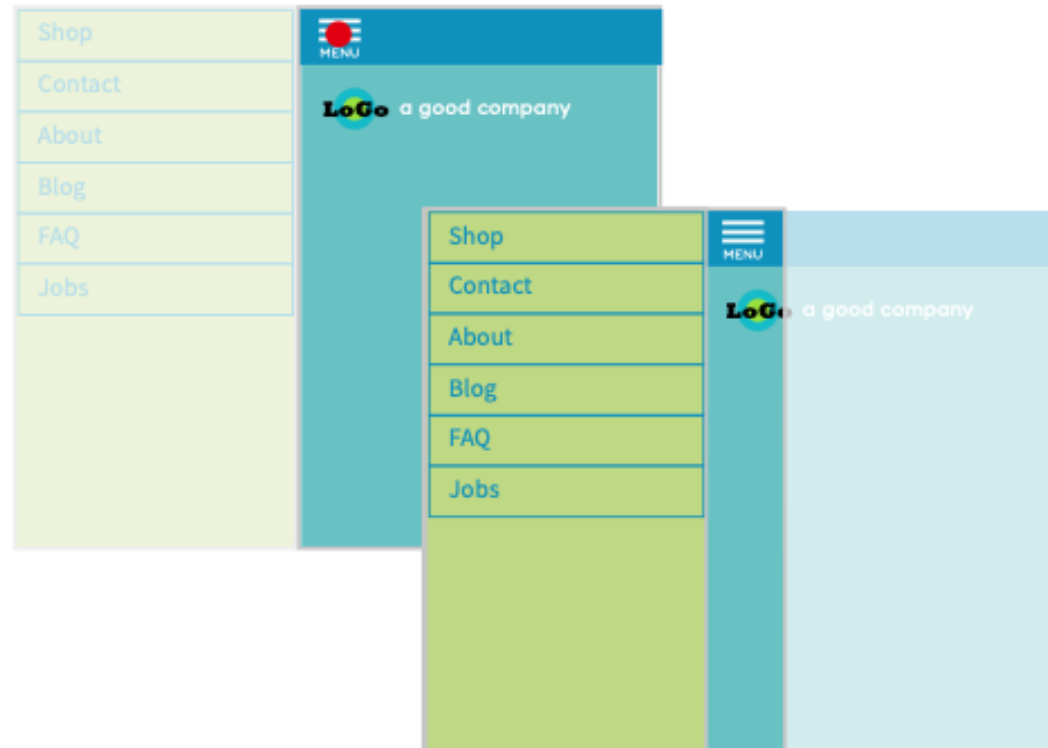 Shop
Contact
About
Blog
FAQ
Jobs
MENU
LoGo a good company
Shop
Contact
About
Blog
FAQ
Jobs
MENU
LoGo a good company